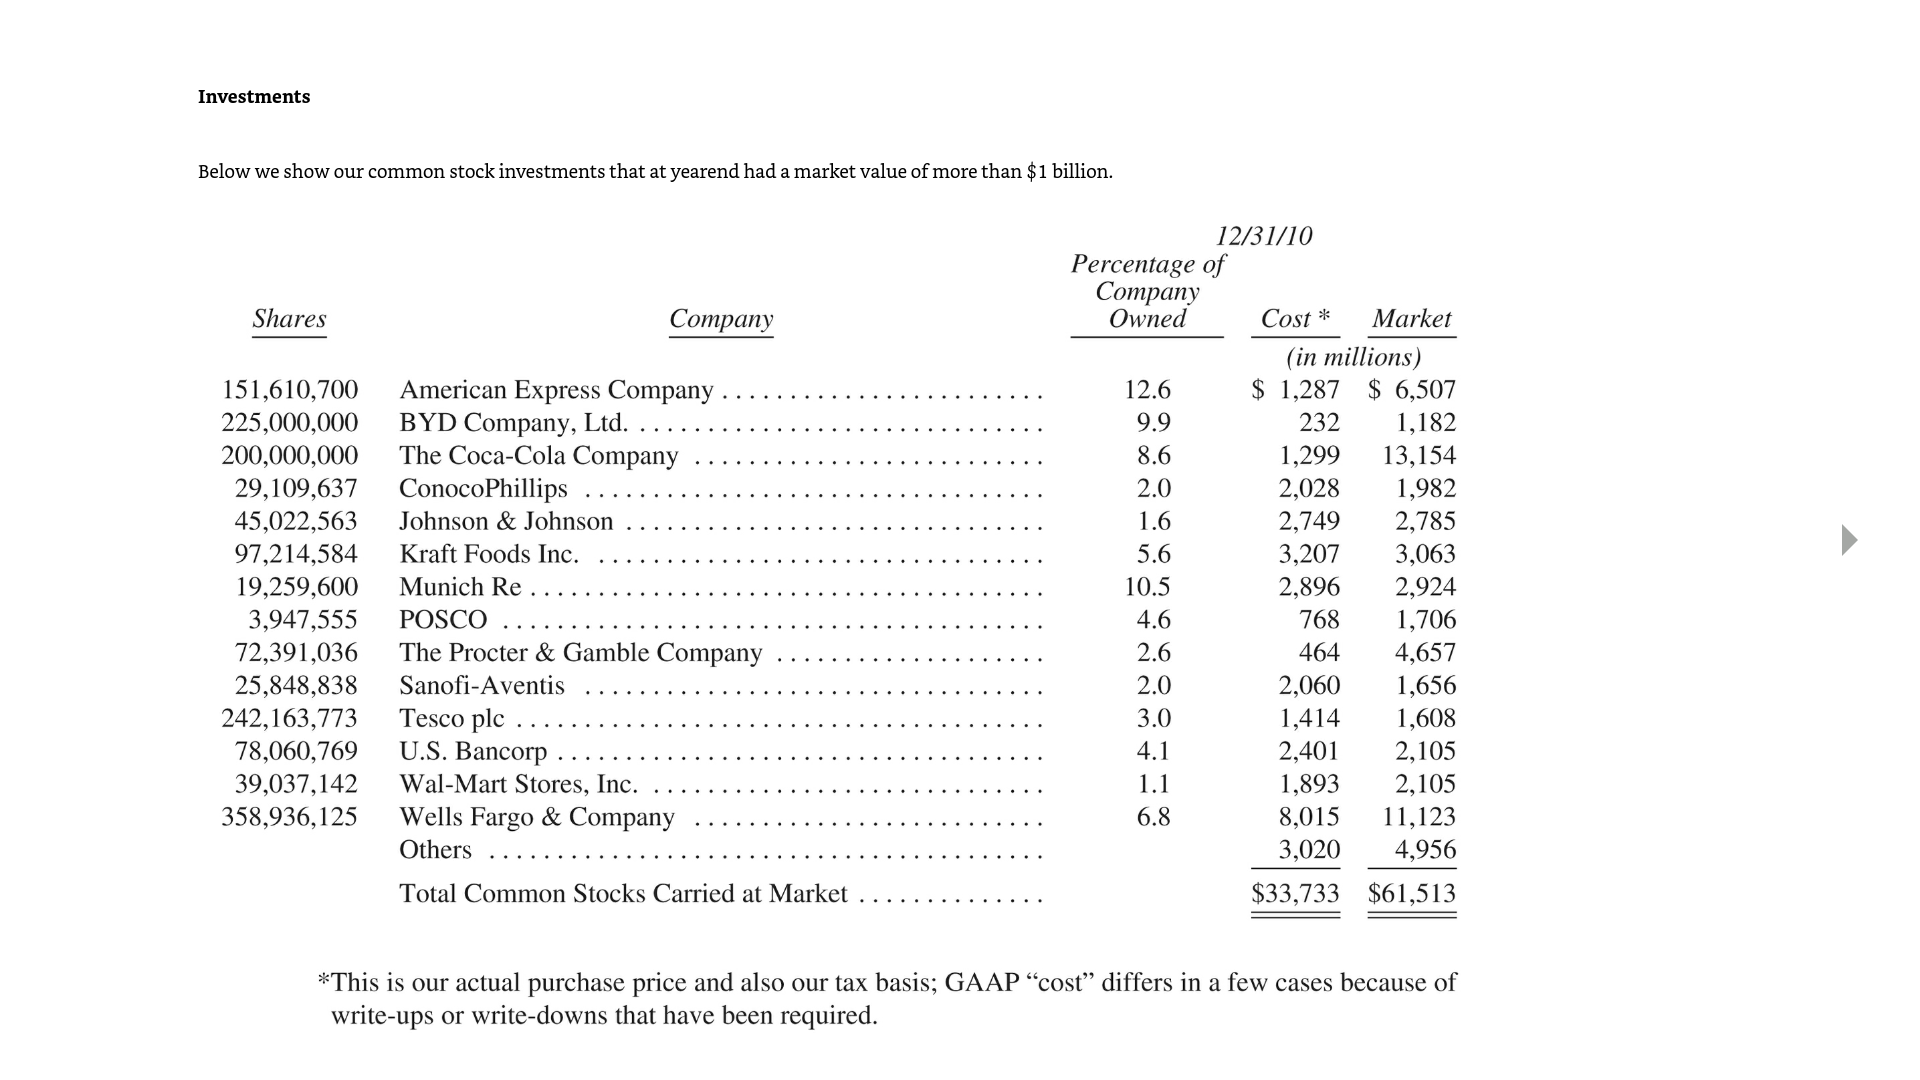 Investments
Below we show our common stock investments that at yearend had a market value of more than $1 billion.
12/31/10
Percentage of
Company
Shares Company Owned Cost * Market
(in millions)
151,610,700 American Express Company . . . . . . . . . . . . . . . . . . . . . . . . 12.6 $ 1,287 $ 6,507
225,000,000 BYD Company, Ltd. . . . . . . . . . . . . . . . . . . . . . . . . . . . . . . 9.9 232 1,182
200,000,000 The Coca-Cola Company . . . . . . . . . . . . . . . . . . . . . . . . . . 8.6 1,299 13,154
29,109,637 ConocoPhillips . . . . . . . . . . . . . . . . . . . . . . . . . . . . . . . . . . 2.0 2,028 1,982
45,022,563 Johnson & Johnson . . . . . . . . . . . . . . . . . . . . . . . . . . . . . . . 1.6 2,749 2,785
97,214,584 Kraft Foods Inc. . . . . . . . . . . . . . . . . . . . . . . . . . . . . . . . . . 5.6 3,207 3,063
19,259,600 Munich Re . . . . . . . . . . . . . . . . . . . . . . . . . . . . . . . . . . . . . . 10.5 2,896 2,924
3,947,555 POSCO . . . . . . . . . . . . . . . . . . . . . . . . . . . . . . . . . . . . . . . . 4.6 768 1,706
72,391,036 The Procter & Gamble Company . . . . . . . . . . . . . . . . . . . . 2.6 464 4,657
25,848,838 Sanofi-Aventis . . . . . . . . . . . . . . . . . . . . . . . . . . . . . . . . . . 2.0 2,060 1,656
242,163,773 Tesco plc . . . . . . . . . . . . . . . . . . . . . . . . . . . . . . . . . . . . . . . 3.0 1,414 1,608
78,060,769 U.S. Bancorp . . . . . . . . . . . . . . . . . . . . . . . . . . . . . . . . . . . . 4.1 2,401 2,105
39,037,142 Wal-Mart Stores, Inc. . . . . . . . . . . . . . . . . . . . . . . . . . . . . . 1.1 1,893 2,105
358,936,125 Wells Fargo & Company . . . . . . . . . . . . . . . . . . . . . . . . . . 6.8 8,015 11,123
Others . . . . . . . . . . . . . . . . . . . . . . . . . . . . . . . . . . . . . . . . . 3,020 4,956
Total Common Stocks Carried at Market . . . . . . . . . . . . . . $33,733 $61,513
*This is our actual purchase price and also our tax basis; GAAP “cost” differs in a few cases because of
write-ups or write-downs that have been required.